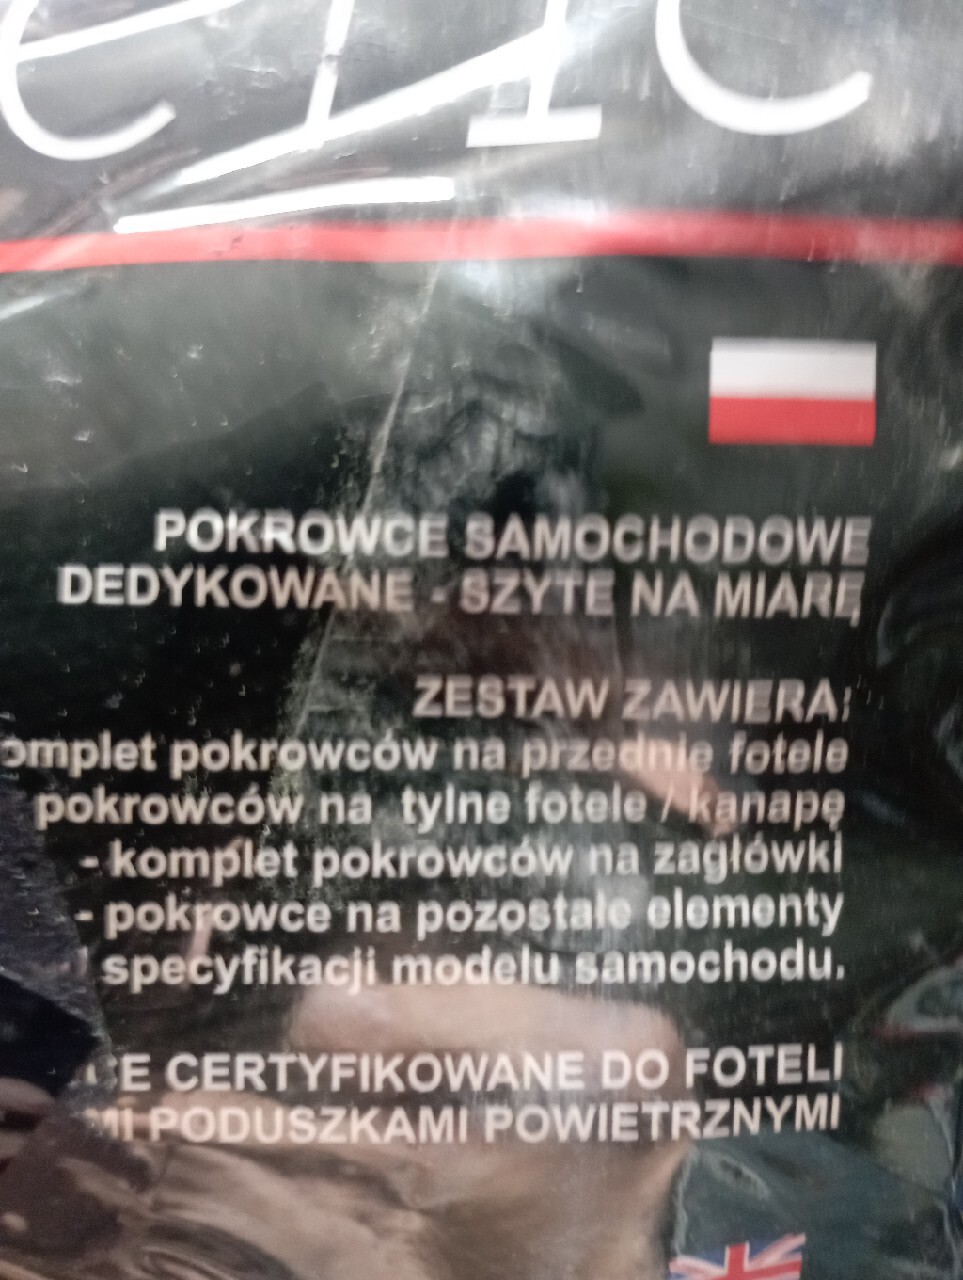 POKROWCE SAMOCHODOWE
DEDYKOWANE - SZYTE NA MIARĘ
ZESTAW ZAWIERA:
omplet pokrowców na przednie fotele
pokrowców na tylne fotele / kanapę
- komplet pokrowców na zagłówki
- pokrowce na pozostałe elementy
specyfikacji modelu samochodu.
CE CERTYFIKOWANE DO FOTELI
MI PODUSZKAMI POWIETRZNYMI